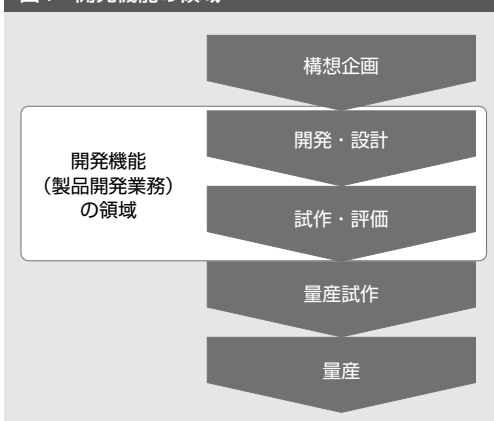 構想企画
開発・設計
開発機能
（製品開発業務）
の領域
試作・評価
量産試作
量産